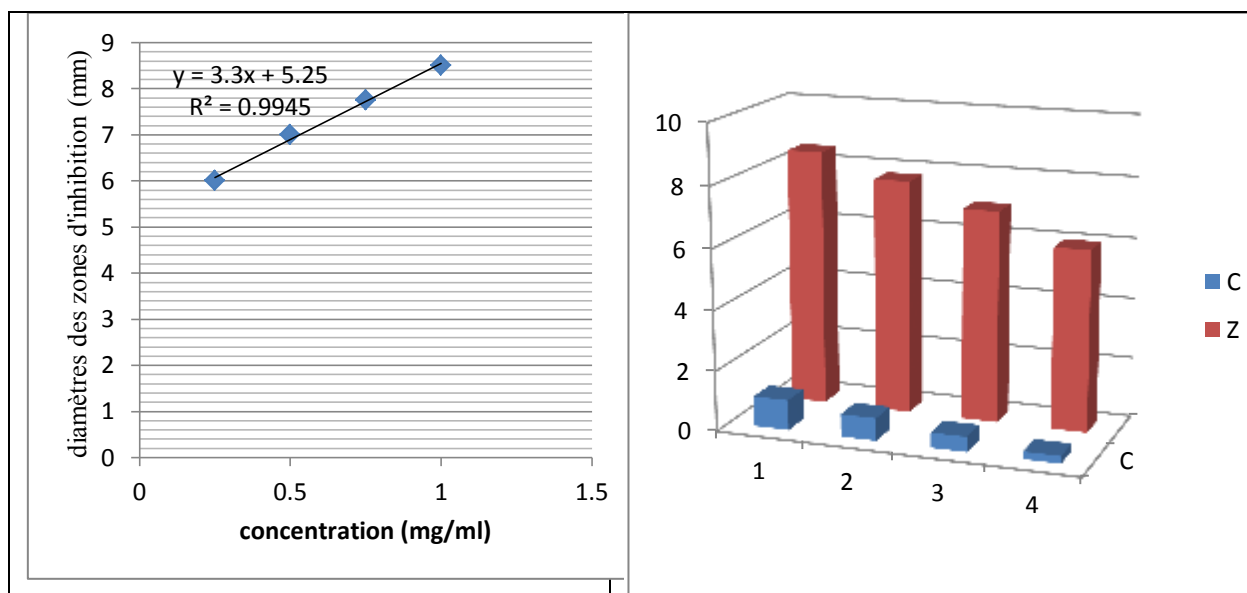 diamètres des zones d'inhibition (mm)
9
8
7
6
5
4
3
2
1
0
y = 3.3x + 5.25
R² = 0.9945
0 0.5 1 1.5
concentration (mg/ml)
10
8
6
4
2
0
1 2 3 4
C
C
Z